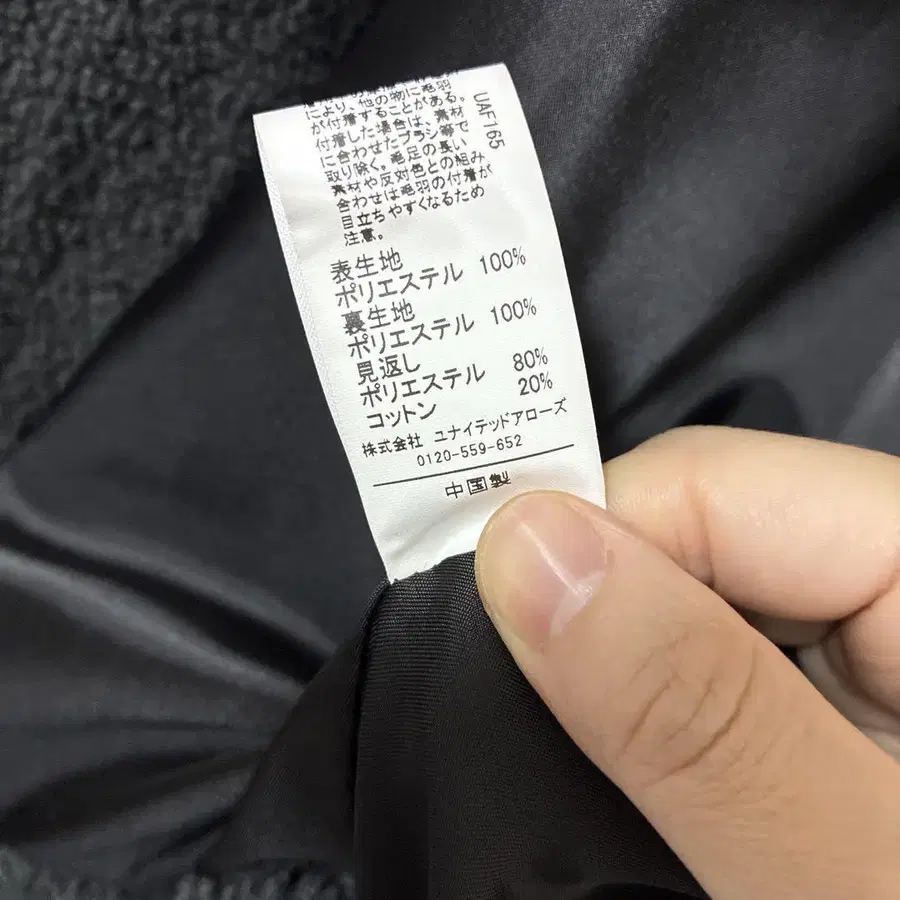 により、他の物に毛羽
が付着することがある。
付着した場合は、素材
に合わせたブラシ等で
取り除く。毛足の長い
素材や反対色との組み
合わせは毛羽の付着が
目立ちやすくなるため
注意。
UAF165
表生地
ポリエステル 100%
裏生地
ポリエステル 100%
見返し
ポリエステル 80%
コットン 20%
株式会社 ユナイテッドアローズ
0120-559-652
中国製